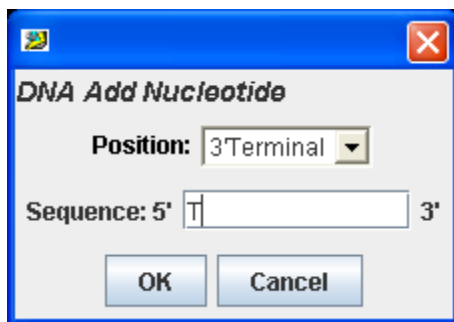 DNA Add Nucleotide
Position: 3'Terminal
Sequence: 5' T 3'
OK Cancel